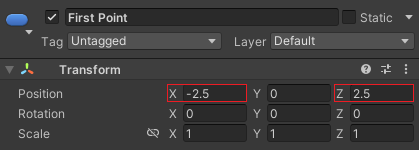 First Point Static
Tag Untagged Layer Default
Transform
Position X -2.5 Y 0 Z 2.5
Rotation X 0 Y 0 Z 0
Scale X 1 Y 1 Z 1